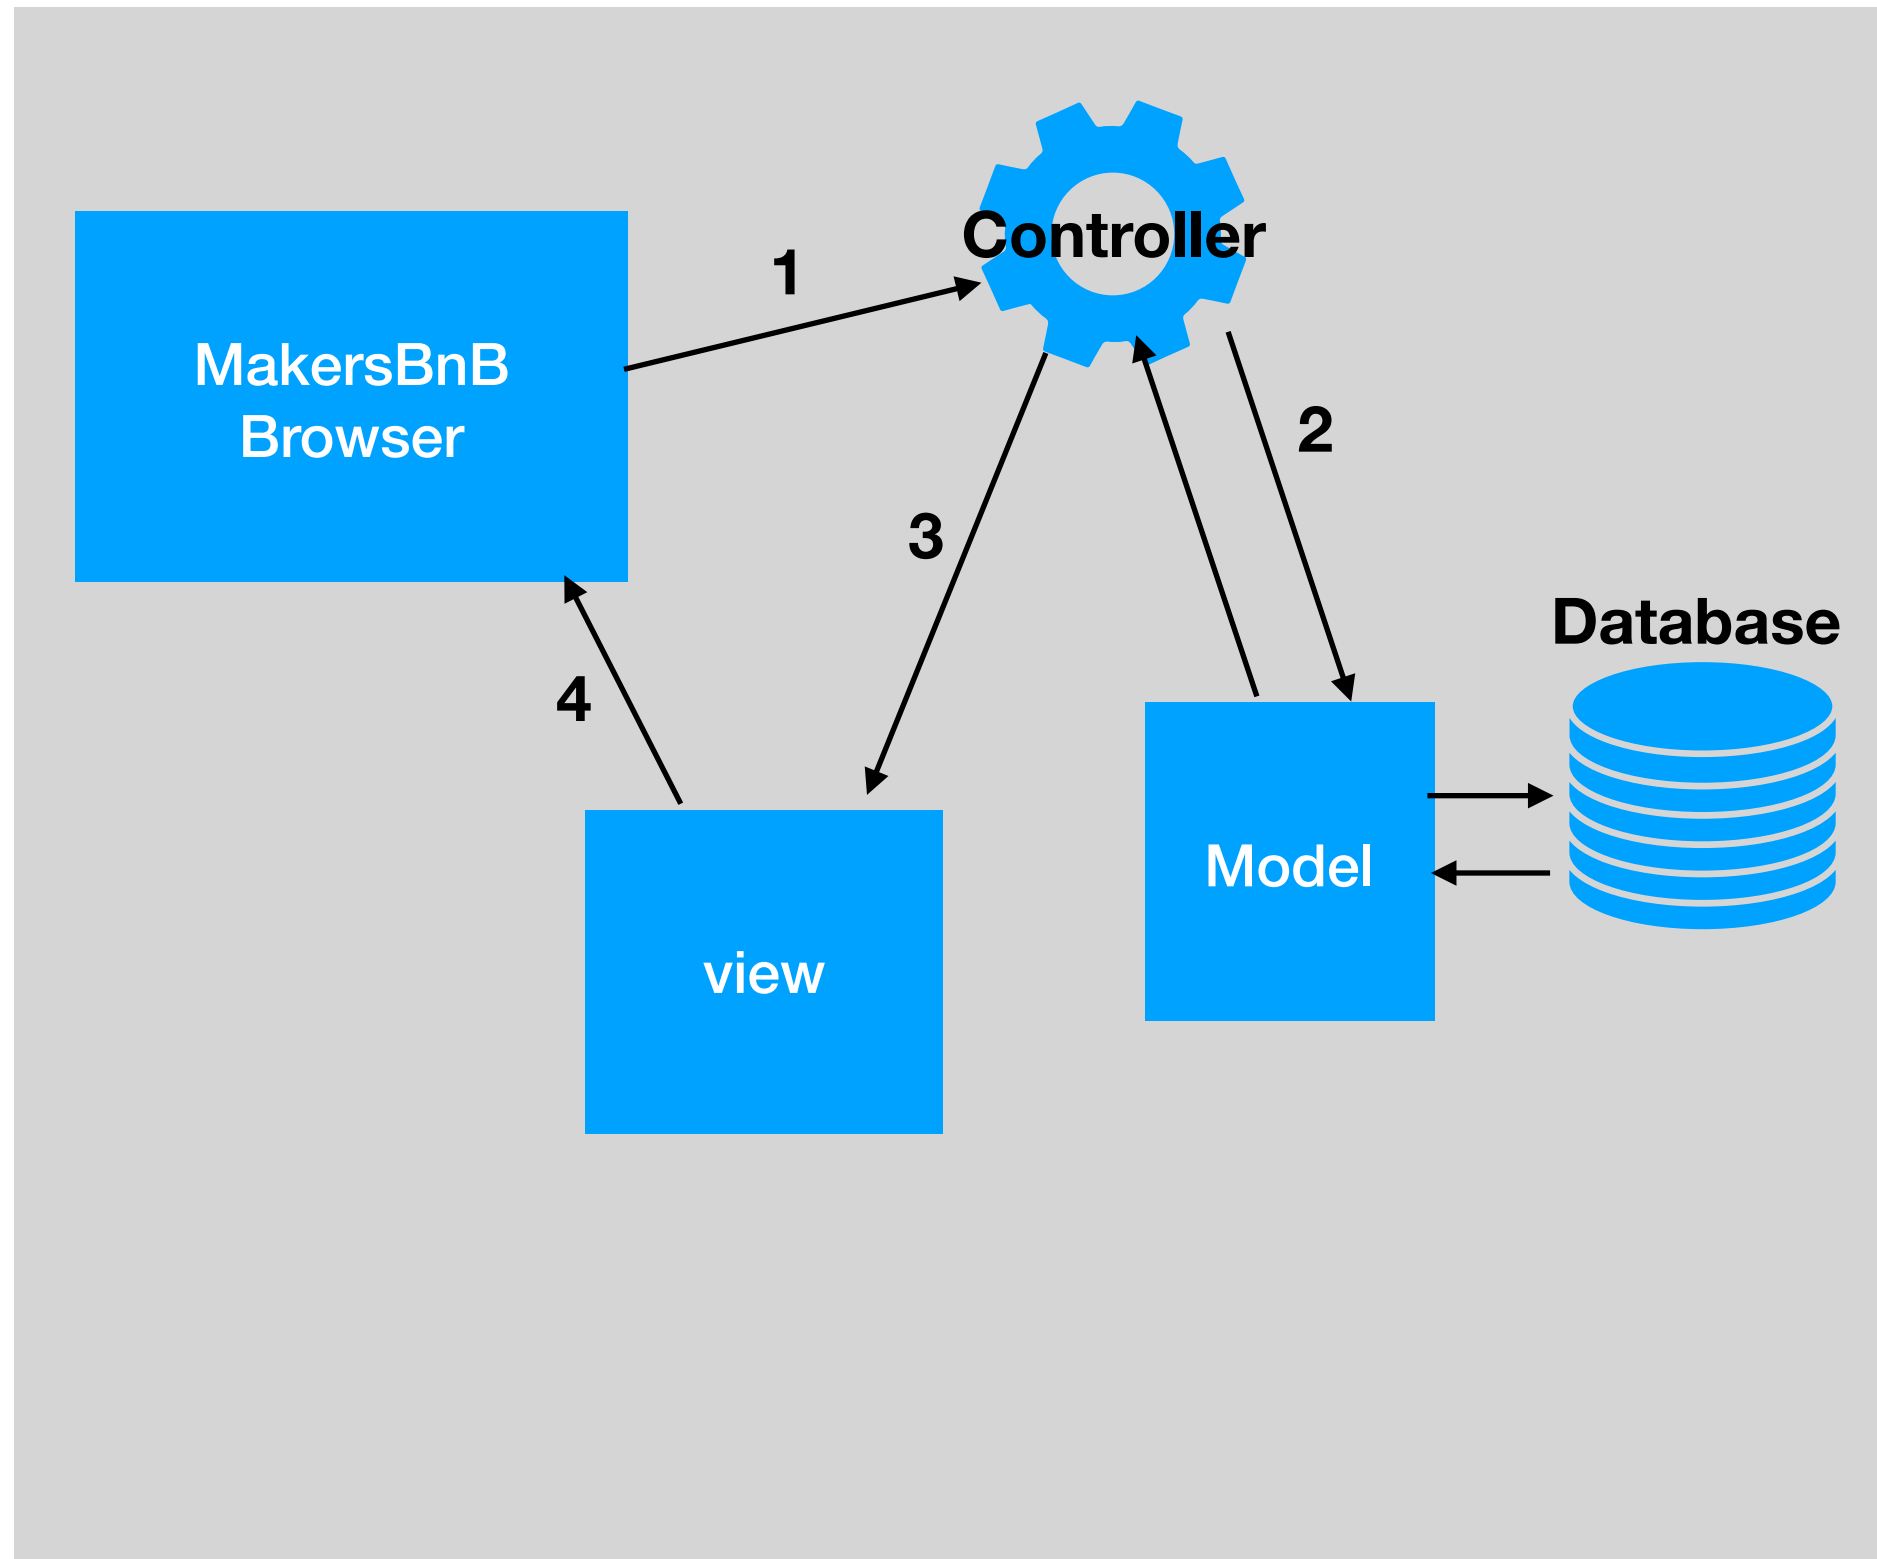 Controller
1
MakersBnB
Browser
2
3
Database
4
Model
view